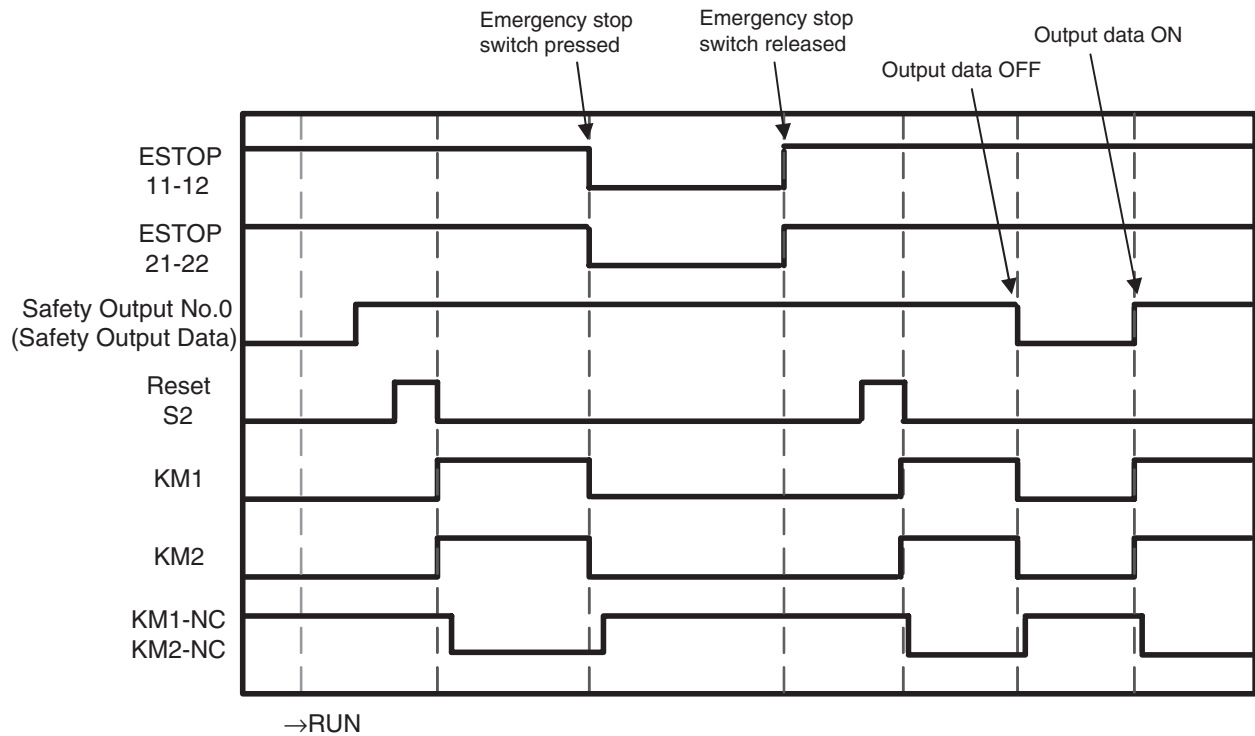 Emergency stop
switch pressed
Emergency stop
switch released
Output data OFF
Output data ON
ESTOP
11-12
ESTOP
21-22
Safety Output No.0
(Safety Output Data)
Reset
S2
KM1
KM2
KM1-NC
KM2-NC
→RUN